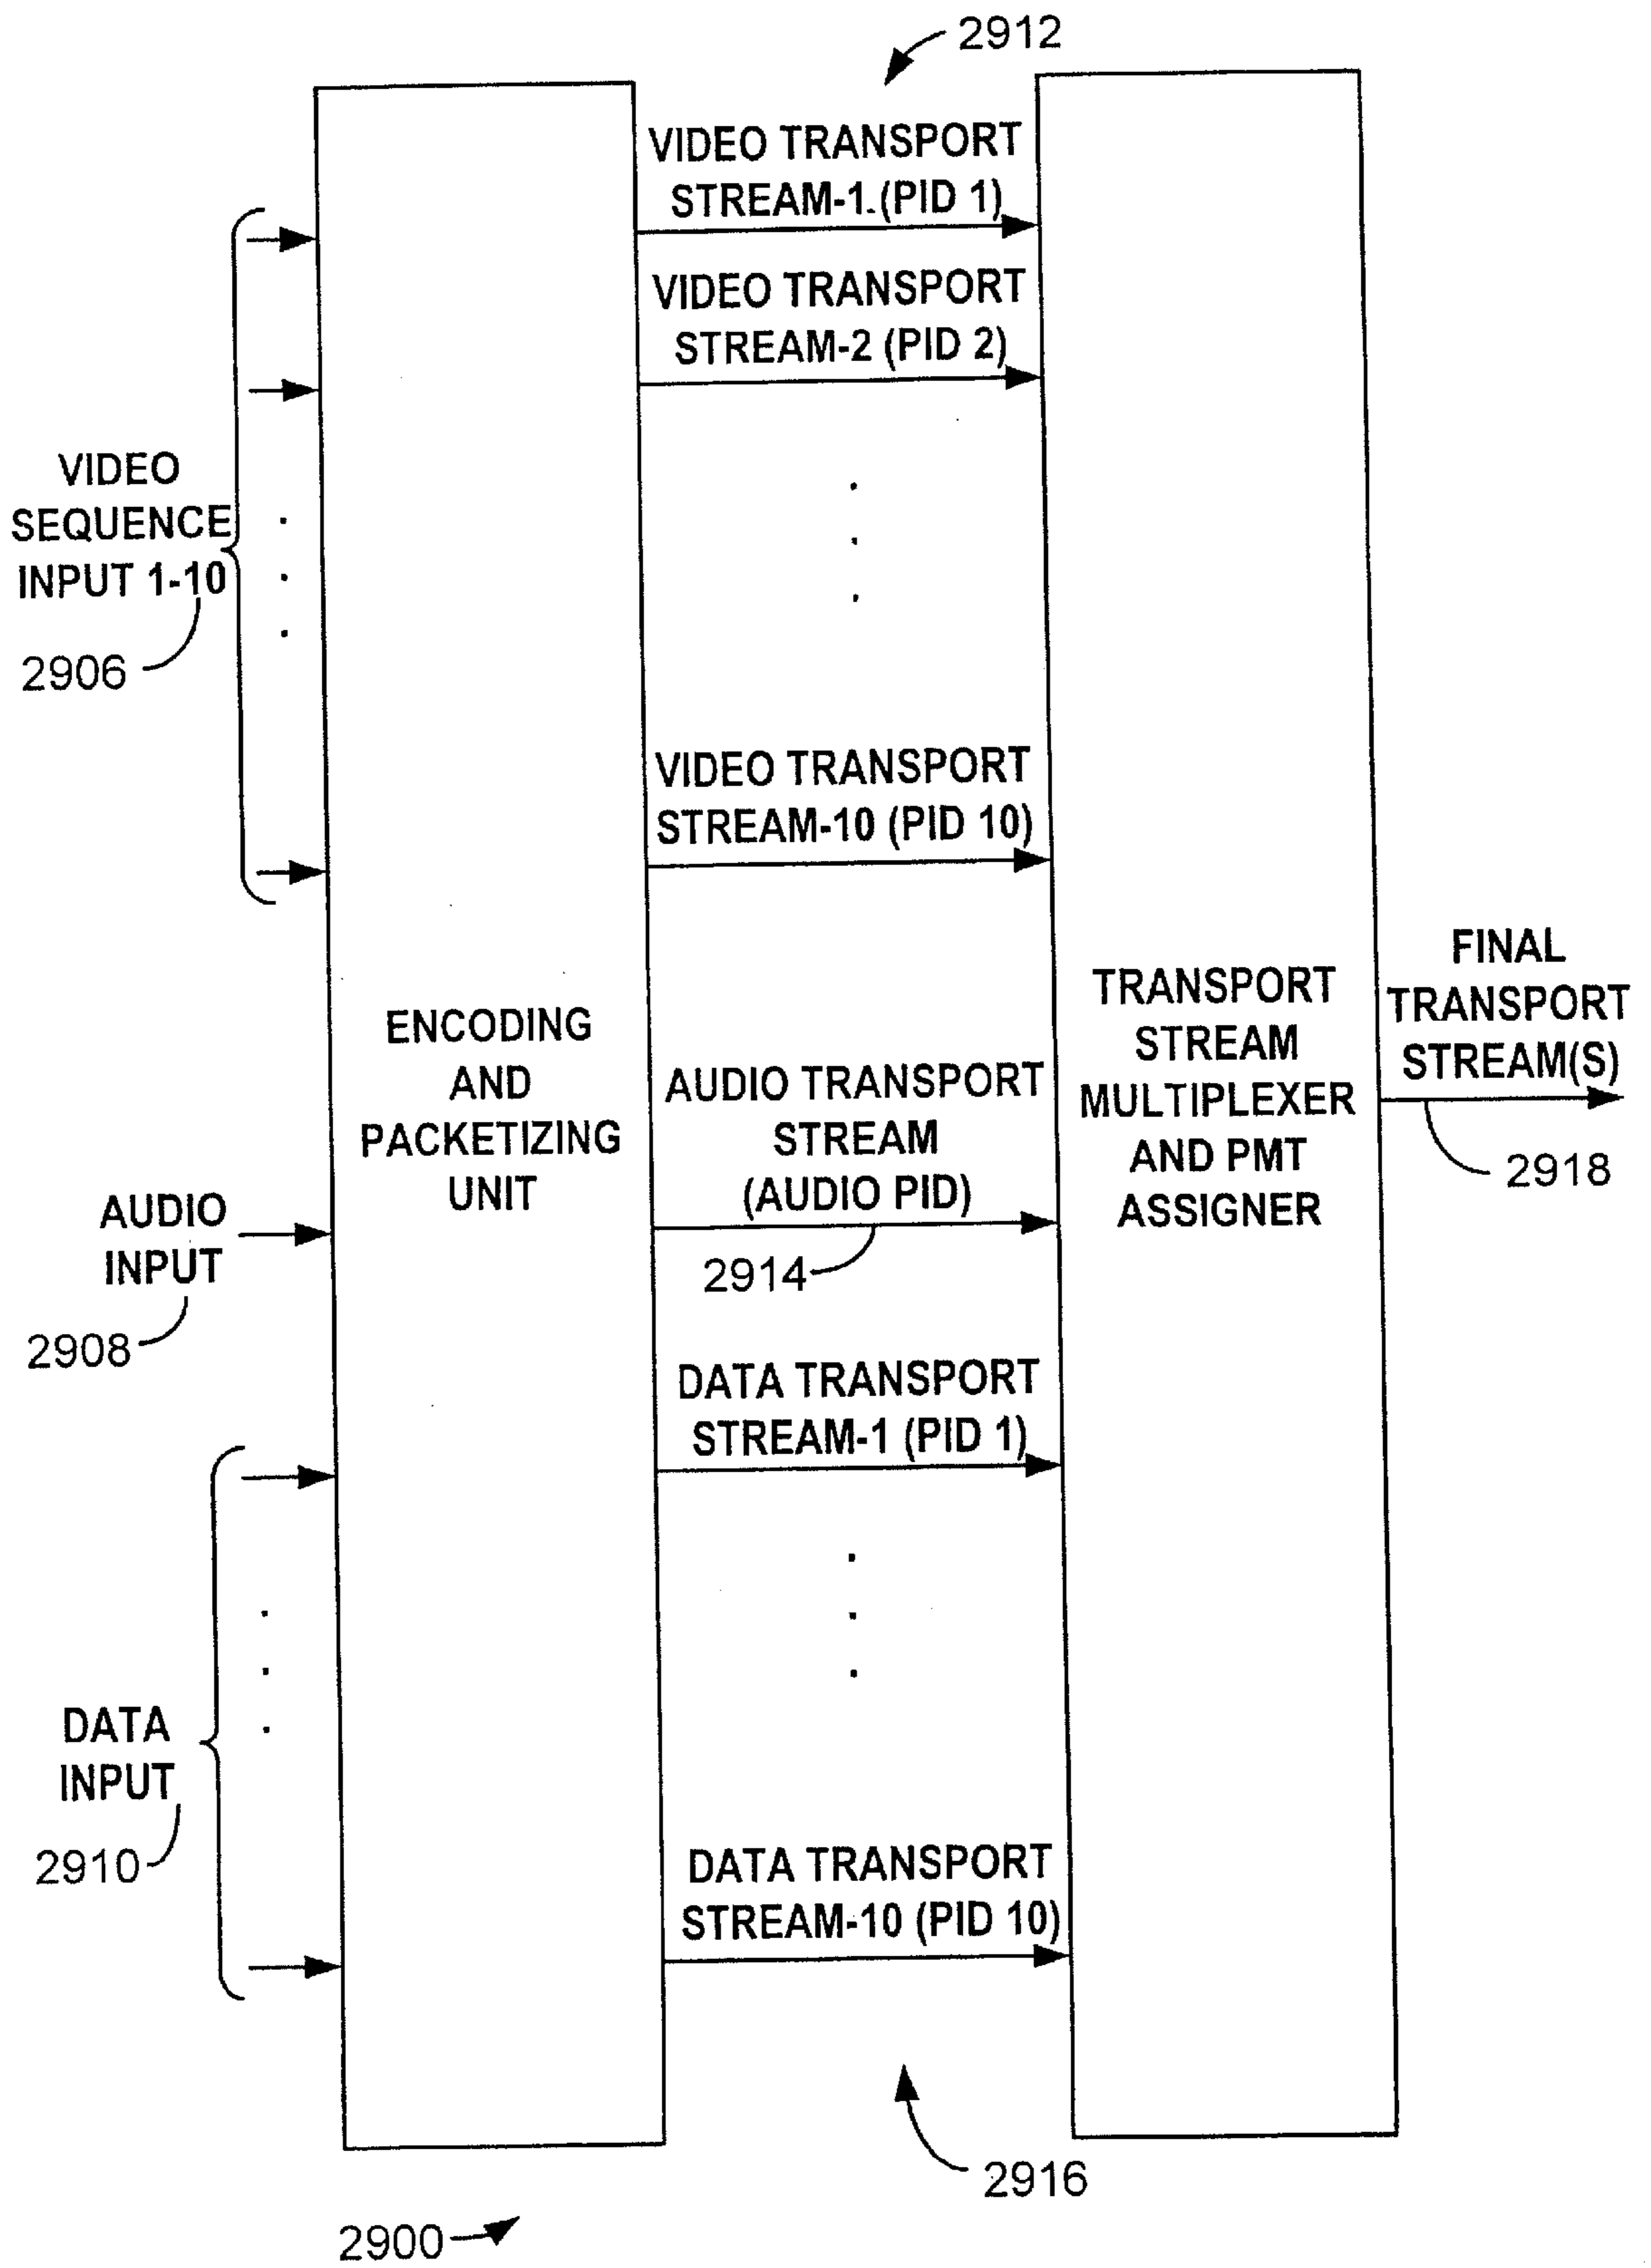 2912
VIDEO TRANSPORT
STREAM-1 (PID 1)
VIDEO TRANSPORT
STREAM-2 (PID 2)
VIDEO
SEQUENCE
INPUT 1-10
2906
VIDEO TRANSPORT
STREAM-10 (PID 10)
ENCODING
AND
PACKETIZING
UNIT
AUDIO TRANSPORT
STREAM
(AUDIO PID)
2914
TRANSPORT
STREAM
MULTIPLEXER
AND PMT
ASSIGNER
FINAL
TRANSPORT
STREAM(S)
2918
AUDIO
INPUT
2908
DATA TRANSPORT
STREAM-1 (PID 1)
DATA
INPUT
2910
DATA TRANSPORT
STREAM-10 (PID 10)
2916
2900